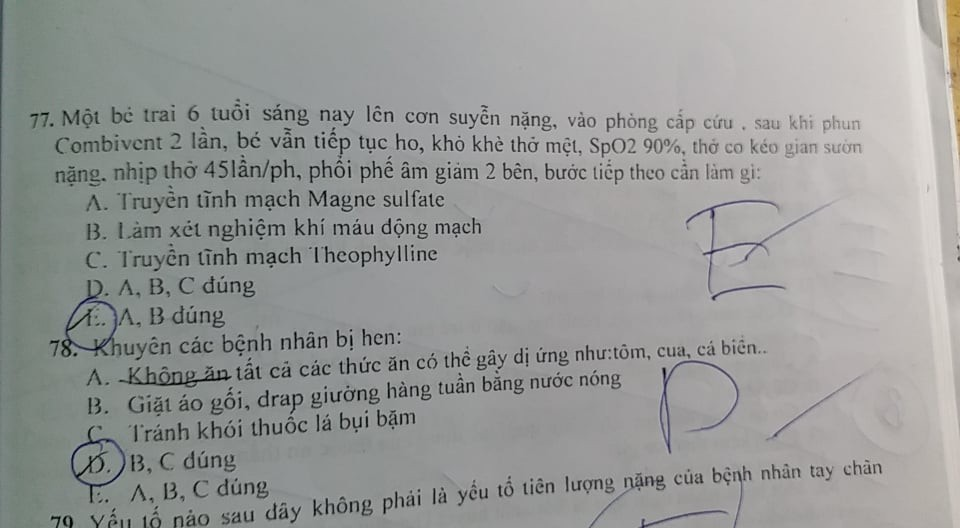 77. Một bé trai 6 tuổi sáng nay lên cơn suyễn nặng, vào phòng cấp cứu , sau khi phun
Combivent 2 lần, bé vẫn tiếp tục ho, khò khè thở mệt, SpO2 90%, thở co kéo gian sườn
nặng, nhịp thở 45lần/ph, phổi phế âm giảm 2 bên, bước tiếp theo cần làm gì:
A. Truyền tĩnh mạch Magne sulfate
B. Làm xét nghiệm khí máu động mạch
C. Truyền tĩnh mạch Theophylline
D. A, B, C đúng
E. A, B đúng
E
78. Khuyên các bệnh nhân bị hen:
A. Không ăn tất cả các thức ăn có thể gây dị ứng như:tôm, cua, cá biển..
B. Giặt áo gối, drap giường hàng tuần bằng nước nóng
C. Tránh khói thuốc lá bụi bặm
D. B, C đúng
E. A, B, C đúng
D
79. Yếu tố nào sau đây không phải là yếu tố tiên lượng nặng của bệnh nhân tay chân